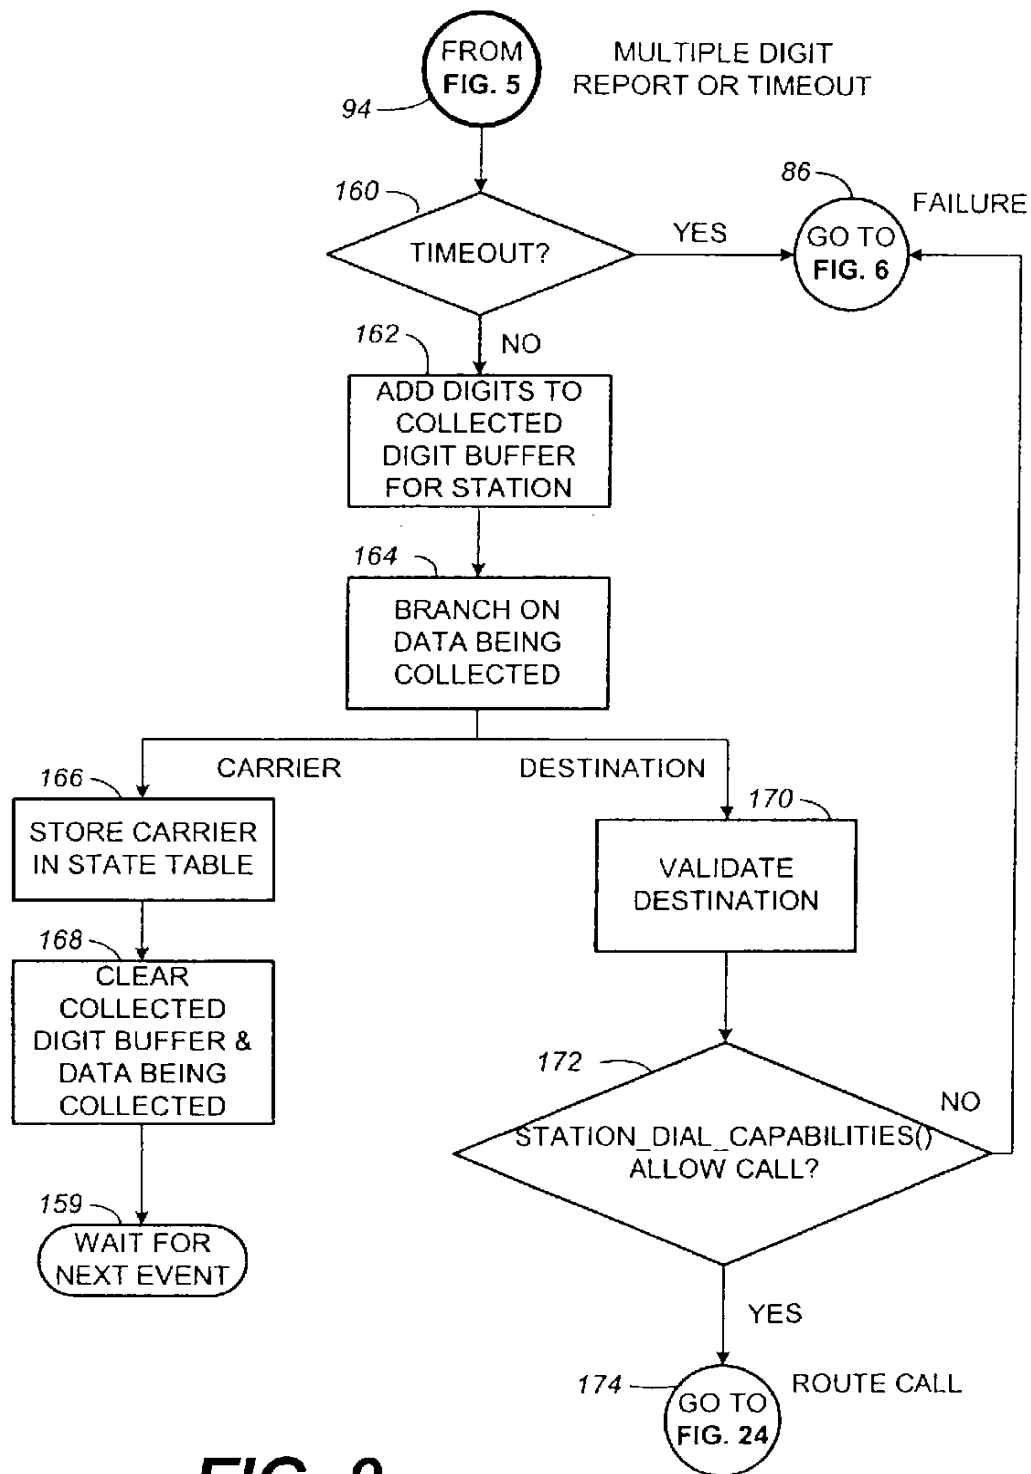 FROM
FIG. 5
MULTIPLE DIGIT
REPORT OR TIMEOUT
94
160
86
FAILURE
TIMEOUT?
YES
GO TO
FIG. 6
162
NO
ADD DIGITS TO
COLLECTED
DIGIT BUFFER
FOR STATION
164
BRANCH ON
DATA BEING
COLLECTED
CARRIER
DESTINATION
166
170
STORE CARRIER
IN STATE TABLE
VALIDATE
DESTINATION
168
CLEAR
COLLECTED
DIGIT BUFFER &
DATA BEING
COLLECTED
172
NO
STATION_DIAL_CAPABILITIES()
ALLOW CALL?
159
WAIT FOR
NEXT EVENT
YES
174
ROUTE CALL
GO TO
FIG. 24
FIG.